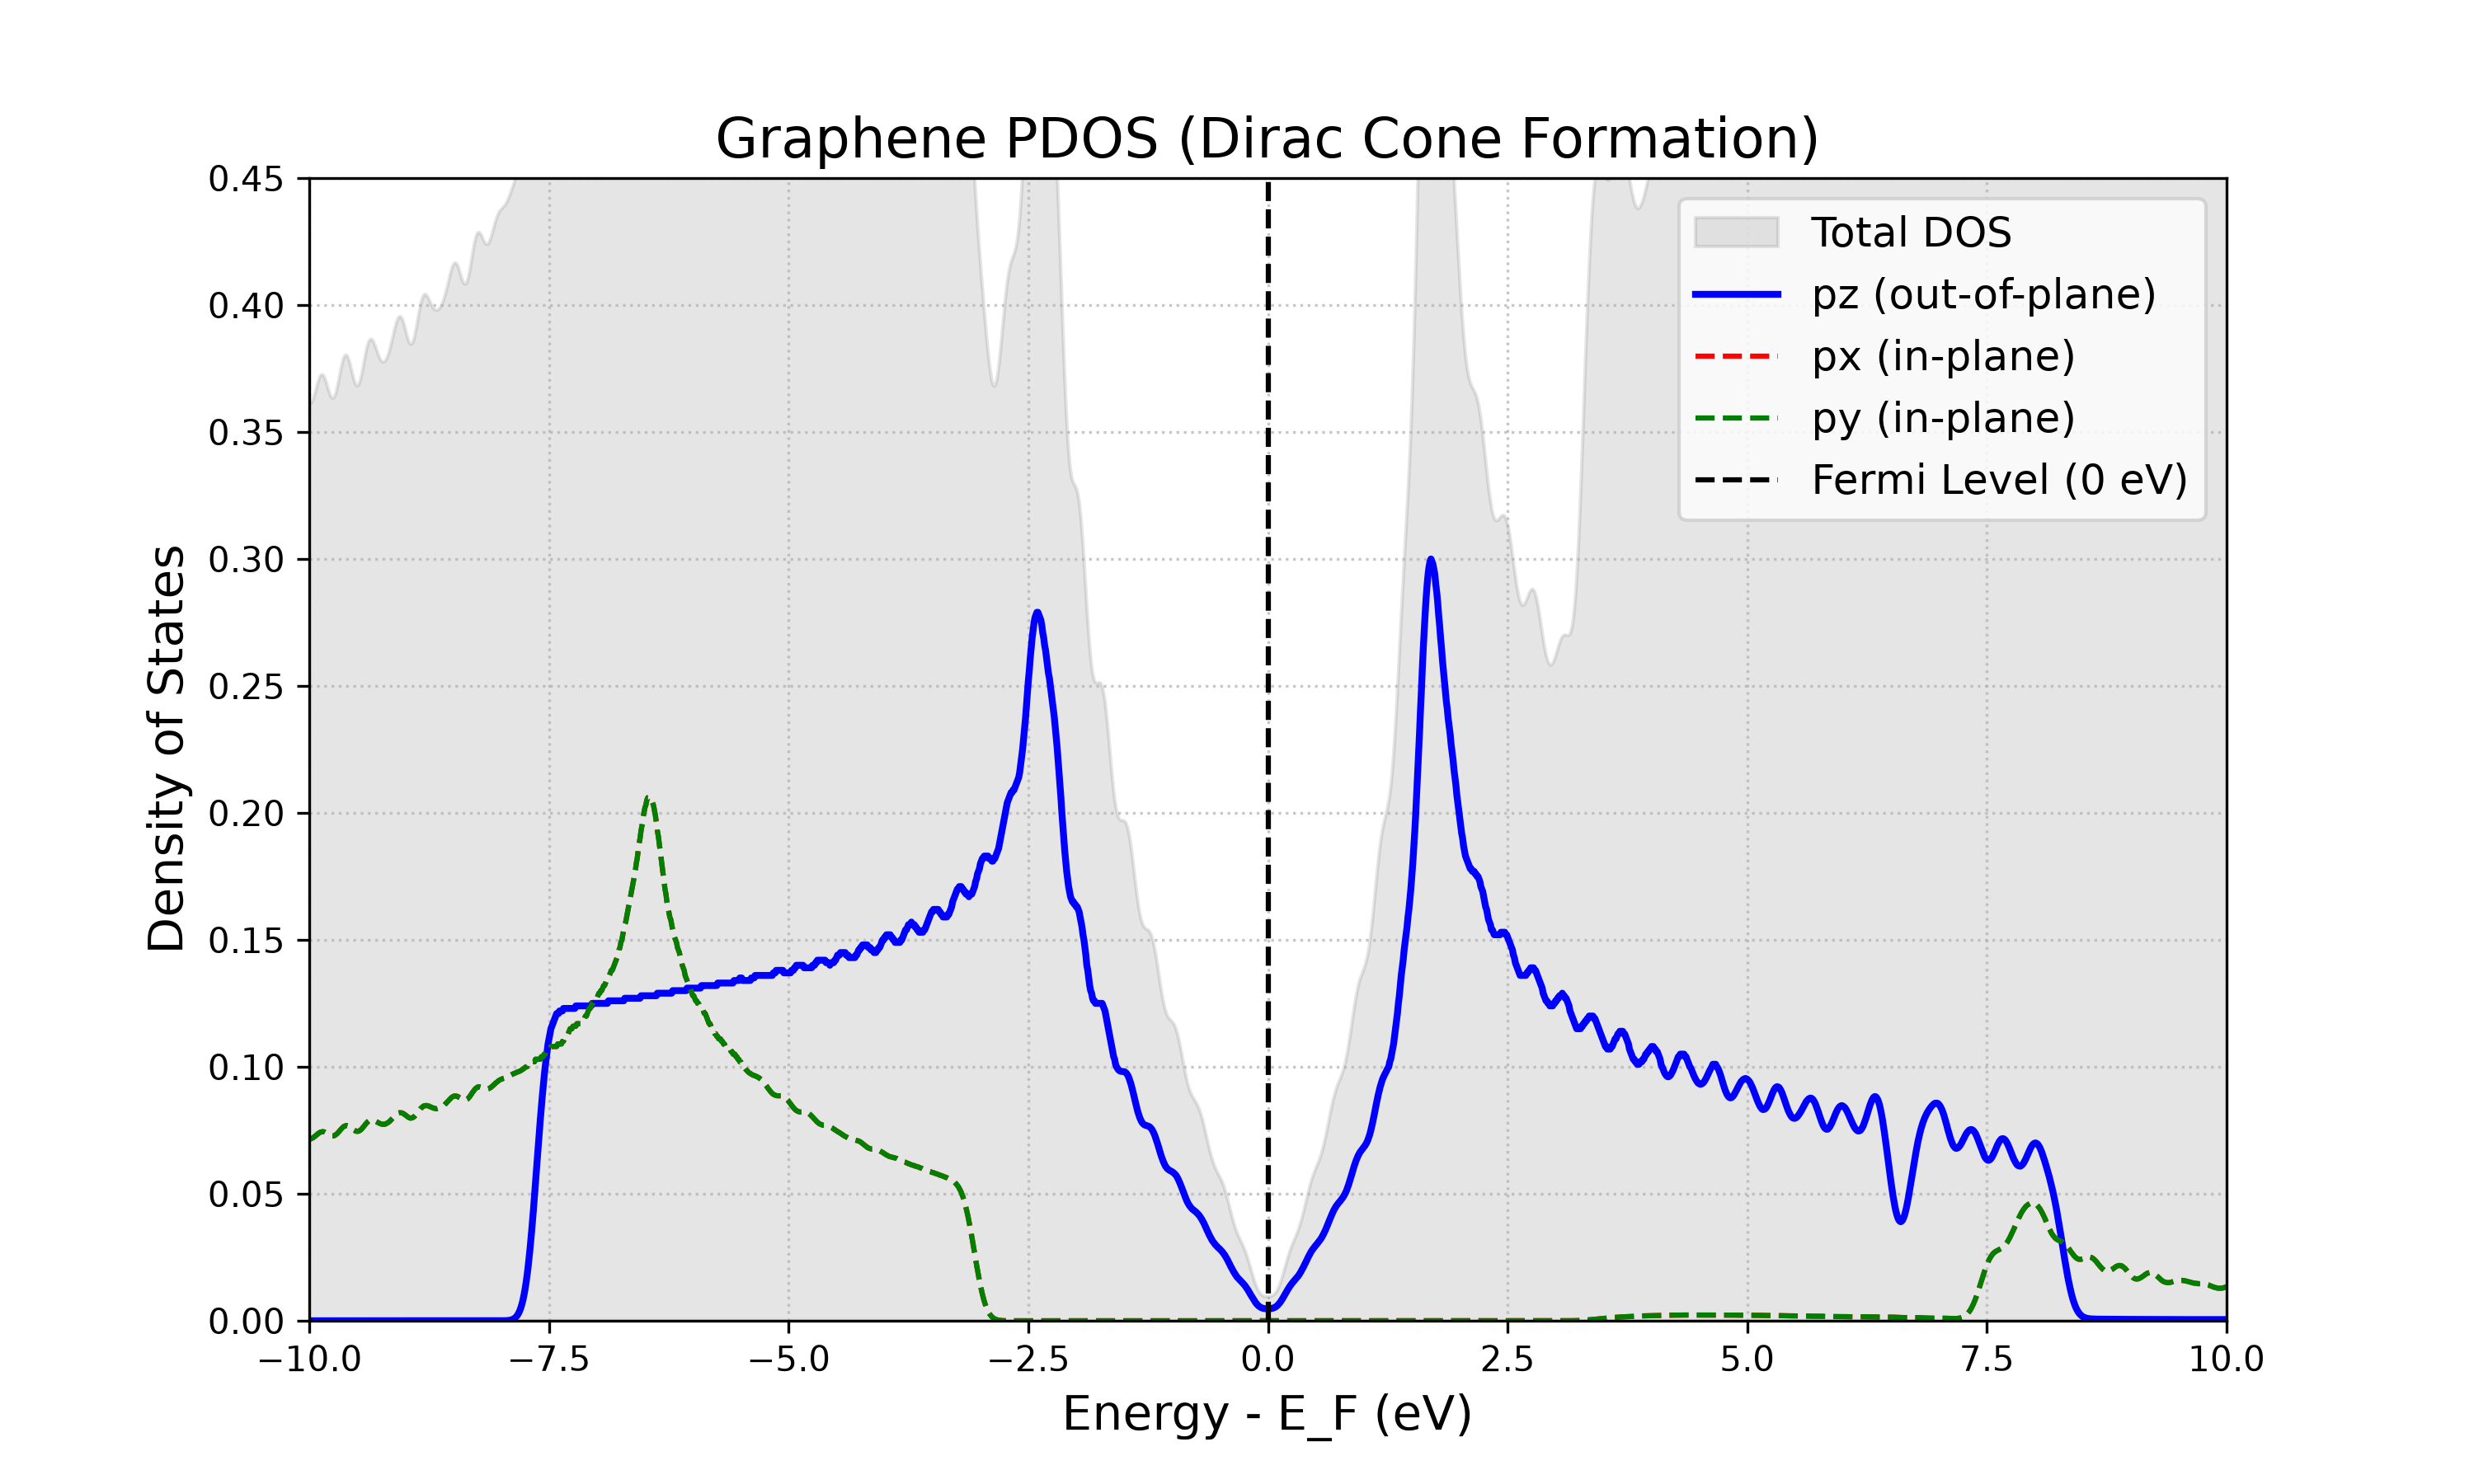 Graphene PDOS (Dirac Cone Formation)
0.45
0.40
0.35
0.30
0.25
0.20
0.15
0.10
0.05
0.00
Density of States
Total DOS
pz (out-of-plane)
px (in-plane)
py (in-plane)
Fermi Level (0 eV)
−10.0 −7.5 −5.0 −2.5 0.0 2.5 5.0 7.5 10.0
Energy - E_F (eV)